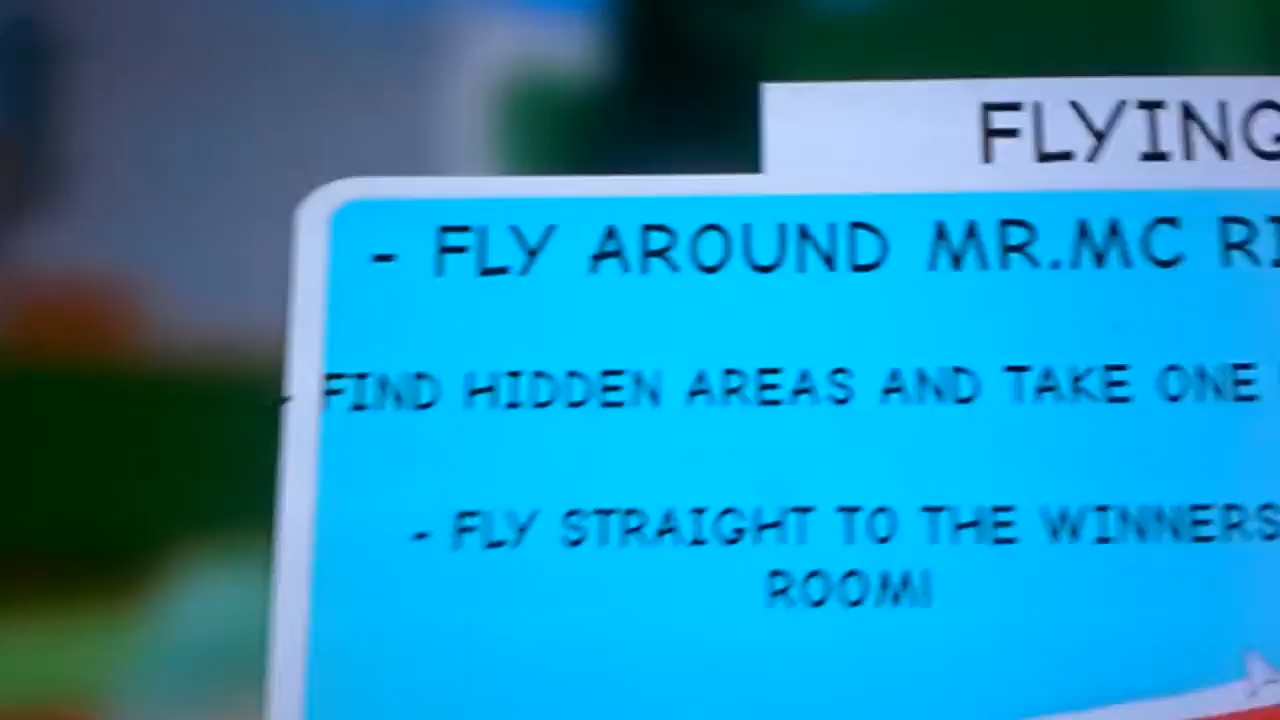 FLYING
- FLY AROUND MR.MC
- FIND HIDDEN AREAS AND TAKE ONE
- FLY STRAIGHT TO THE WINNERS
ROOM!